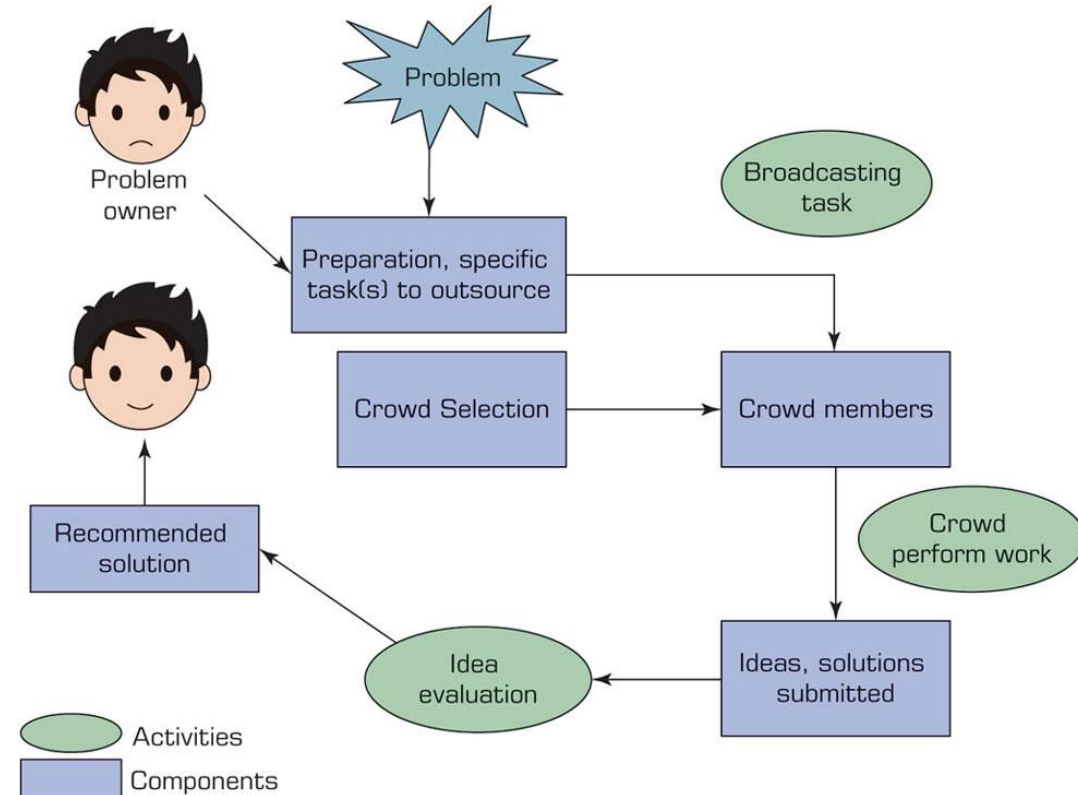 Problem
Problem
owner
Broadcasting
task
Preparation, specific
task(s) to outsource
Crowd Selection
Crowd members
Recommended
solution
Crowd
perform work
Idea
evaluation
Ideas, solutions
submitted
Activities
Components